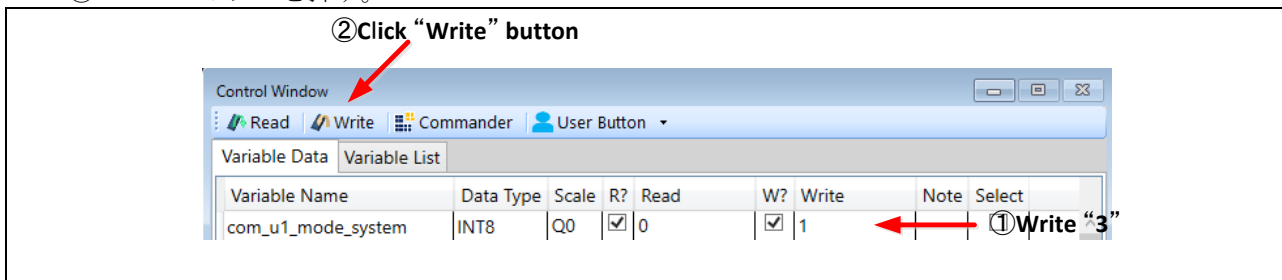 ②Click “Write” button
Control Window
Read Write Commander User Button
Variable Data Variable List
Variable Name Data Type Scale R? Read W? Write Note Select
com_u1_mode_system INT8 Q0 0 1 ①Write “3”